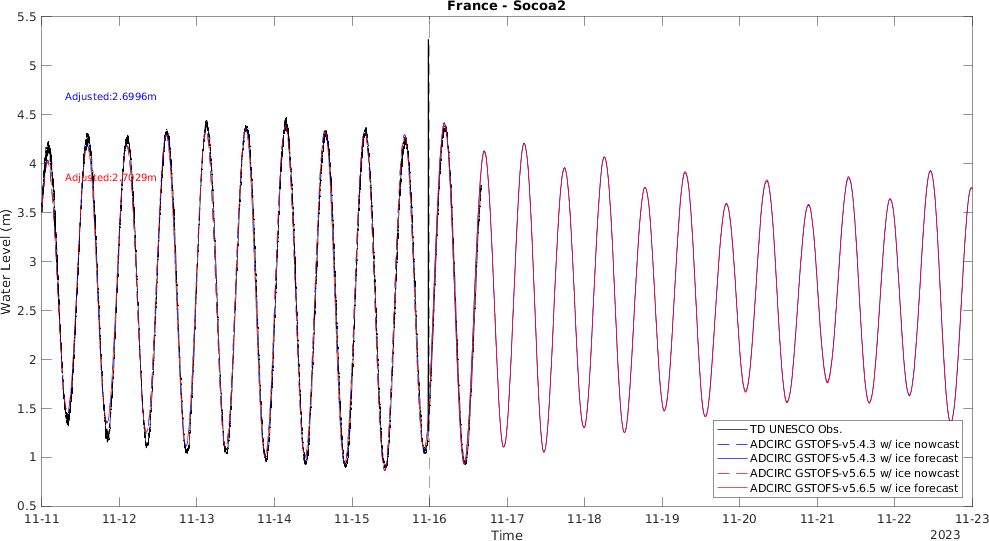 France - Socoa2
5.5
5
4.5
4
3.5
3
2.5
2
1.5
1
0.5
Water Level (m)
Adjusted:2.6996m
Adjusted:2.7029m
TD UNESCO Obs.
ADCIRC GSTOFS-v5.4.3 w/ ice nowcast
ADCIRC GSTOFS-v5.4.3 w/ ice forecast
ADCIRC GSTOFS-v5.6.5 w/ ice nowcast
ADCIRC GSTOFS-v5.6.5 w/ ice forecast
11-11 11-12 11-13 11-14 11-15 11-16 11-17 11-18 11-19 11-20 11-21 11-22 11-23
Time
2023